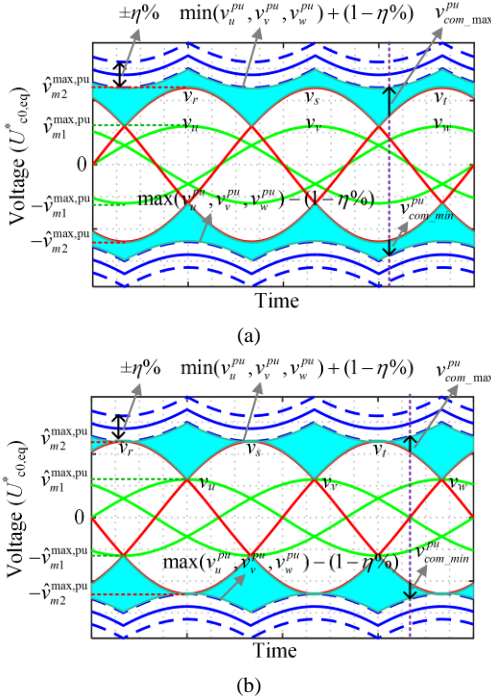 ±η% min(v_u^pu, v_v^pu, v_w^pu) + (1−η%) v_com_max^pu
Voltage (U*_c0,eq)
v̂_m2^max,pu
v̂_m1^max,pu
0
−v̂_m1^max,pu
−v̂_m2^max,pu
v_r v_s v_t
v_u v_v v_w
max(v_u^pu, v_v^pu, v_w^pu) − (1−η%) v_com_min^pu
Time
(a)
±η% min(v_u^pu, v_v^pu, v_w^pu) + (1−η%) v_com_max^pu
Voltage (U*_c0,eq)
v̂_m2^max,pu
v̂_m1^max,pu
0
−v̂_m1^max,pu
−v̂_m2^max,pu
v_r v_s v_t
v_u v_v v_w
max(v_u^pu, v_v^pu, v_w^pu) − (1−η%) v_com_min^pu
Time
(b)